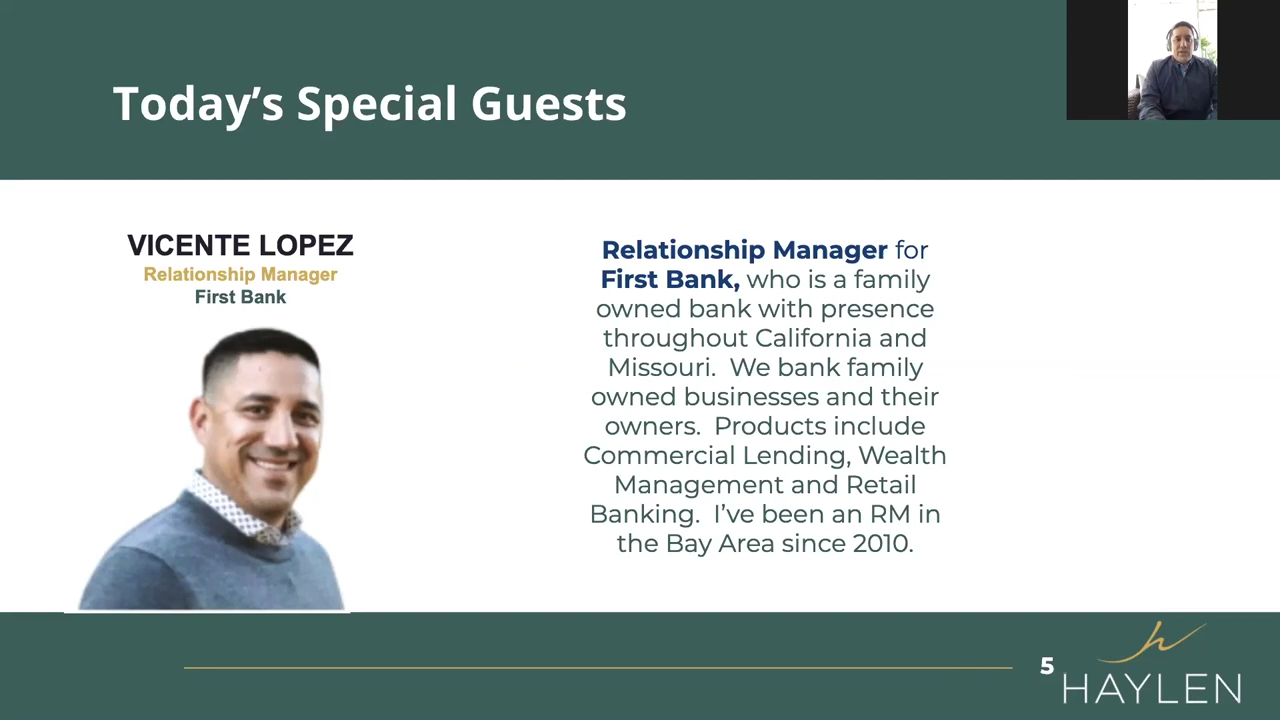 Today's Special Guests
VICENTE LOPEZ
Relationship Manager
First Bank
Relationship Manager for
First Bank, who is a family
owned bank with presence
throughout California and
Missouri.  We bank family
owned businesses and their
owners.  Products include
Commercial Lending, Wealth
Management and Retail
Banking.  I've been an RM in
the Bay Area since 2010.
5
HAYLEN